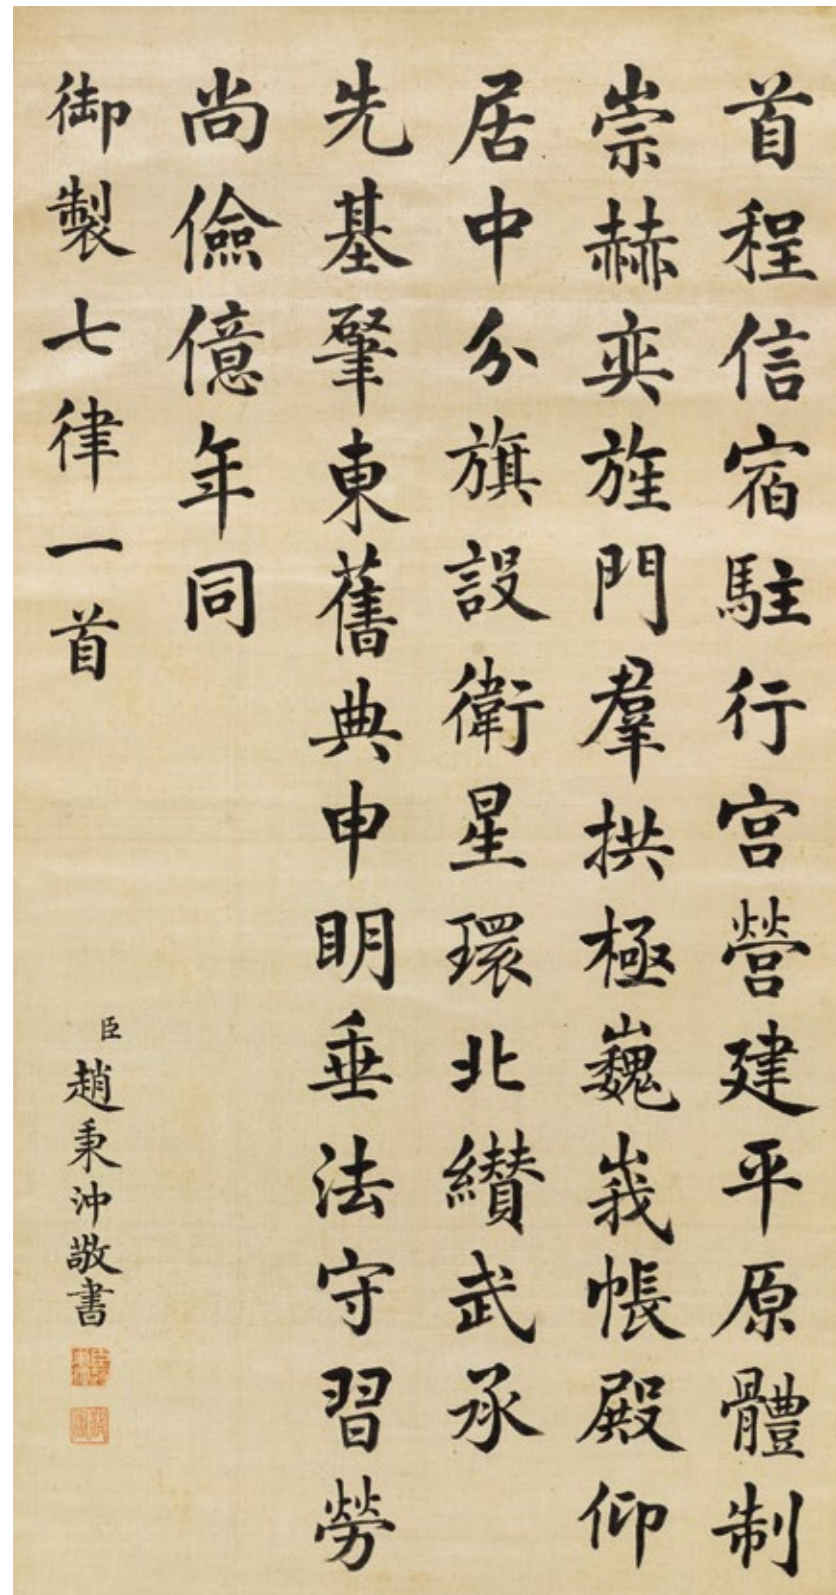 首程信宿駐行宮營建平原體制
崇赫奕旌門羣拱極巍峩帳殿仰
居中分旗設衛星環北纘武承
先基肇東舊典申明垂法守習勞
尚儉億年同
御製七律一首
臣趙秉沖敬書